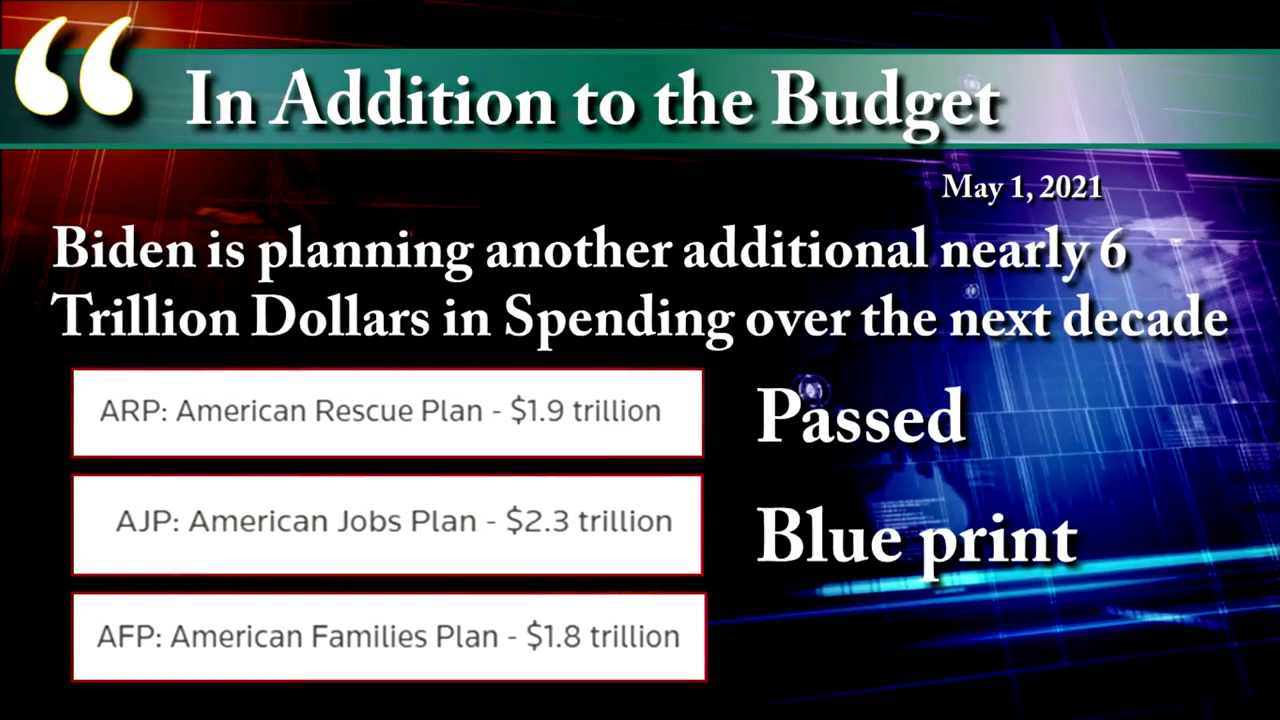 “
In Addition to the Budget
May 1, 2021
Biden is planning another additional nearly 6
Trillion Dollars in Spending over the next decade
ARP: American Rescue Plan - $1.9 trillion
Passed
AJP: American Jobs Plan - $2.3 trillion
Blue print
AFP: American Families Plan - $1.8 trillion